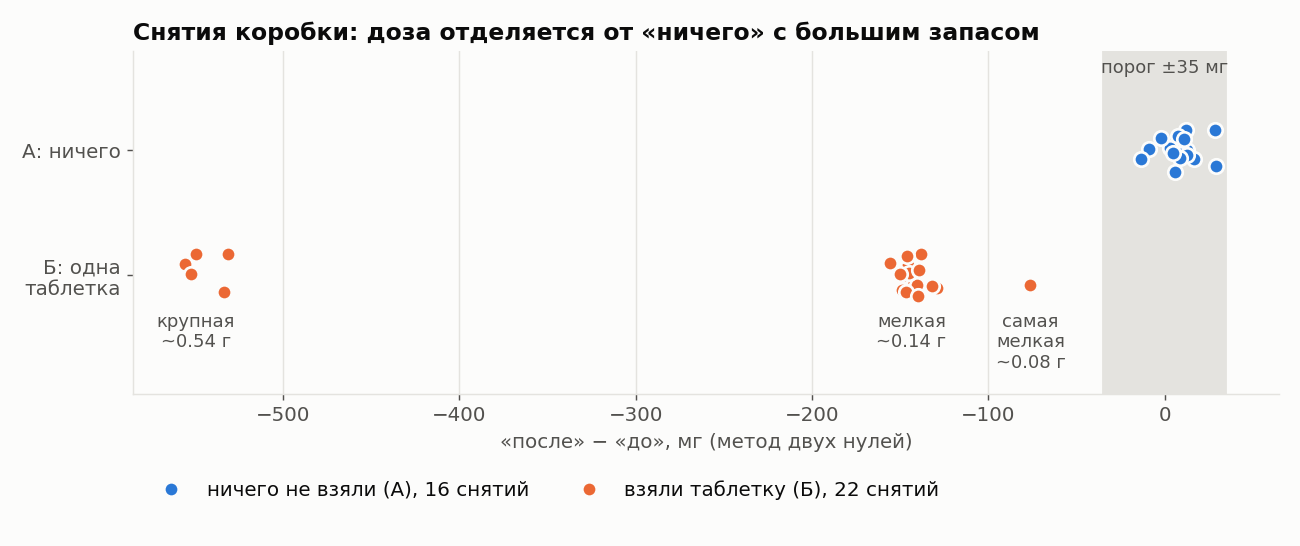 Снятия коробки: доза отделяется от «ничего» с большим запасом
порог ±35 мг
А: ничего
Б: одна
таблетка
крупная
~0.54 г
мелкая
~0.14 г
самая
мелкая
~0.08 г
−500 −400 −300 −200 −100 0
«после» − «до», мг (метод двух нулей)
ничего не взяли (А), 16 снятий
взяли таблетку (Б), 22 снятий